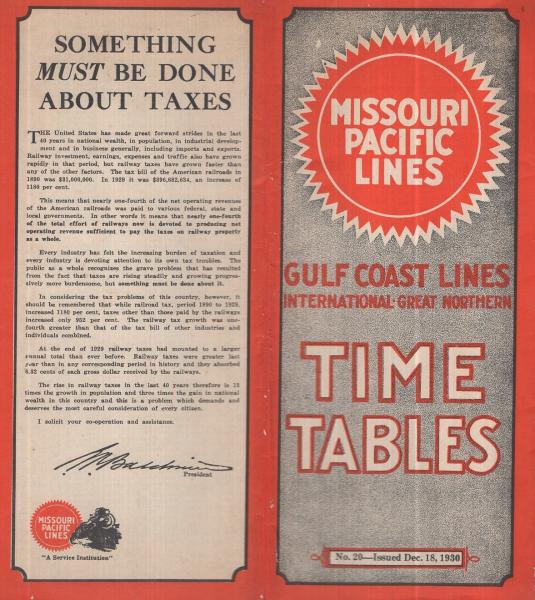 SOMETHING
MUST BE DONE
ABOUT TAXES
THE United States has made great forward strides in the last
40 years in national wealth, in population, in industrial develop-
ment and in business generally, including imports and exports.
Railway investment, earnings, expenses and traffic also have grown
rapidly in that period, but railway taxes have grown faster than
any of the other factors. The tax bill of the American railroads in
1890 was $31,000,000. In 1929 it was $396,682,634, an increase of
1180 per cent.
This means that nearly one-fourth of the net operating revenues
of the American railroads was paid to various federal, state and
local governments. In other words it means that nearly one-fourth
of the total effort of railways now is devoted to producing net
operating revenue sufficient to pay the taxes on railway property
as a whole.
Every industry has felt the increasing burden of taxation and
every industry is devoting attention to its own tax troubles. The
public as a whole recognizes the grave problem that has resulted
from the fact that taxes are rising steadily and growing progres-
sively more burdensome, but something must be done about it.
In considering the tax problems of this country, however, it
should be remembered that while railroad tax, period 1890 to 1929,
increased 1180 per cent, taxes other than those paid by the railways
increased only 952 per cent. The railway tax growth was one-
fourth greater than that of the tax bill of other industries and
individuals combined.
At the end of 1929 railway taxes had mounted to a larger
annual total than ever before. Railway taxes were greater last
year than in any corresponding period in history and they absorbed
6.32 cents of each gross dollar received by the railways.
The rise in railway taxes in the last 40 years therefore is 12
times the growth in population and three times the gain in national
wealth in this country and this is a problem which demands and
deserves the most careful consideration of every citizen.
I solicit your co-operation and assistance.
President
MISSOURI
PACIFIC
LINES
"A Service Institution"
MISSOURI
PACIFIC
LINES
GULF COAST LINES
INTERNATIONAL-GREAT NORTHERN
TIME
TABLES
No. 20—Issued Dec. 18, 1930